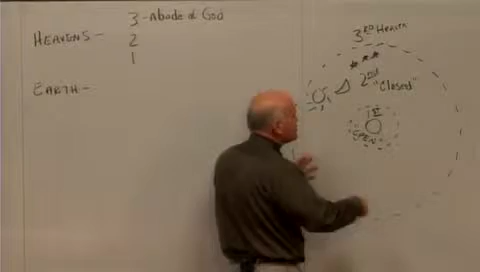 HEAVENS - 3 - Abode of God
2
1
EARTH -
3RD HEAVEN
2nd
"Closed"
1st
OPEN